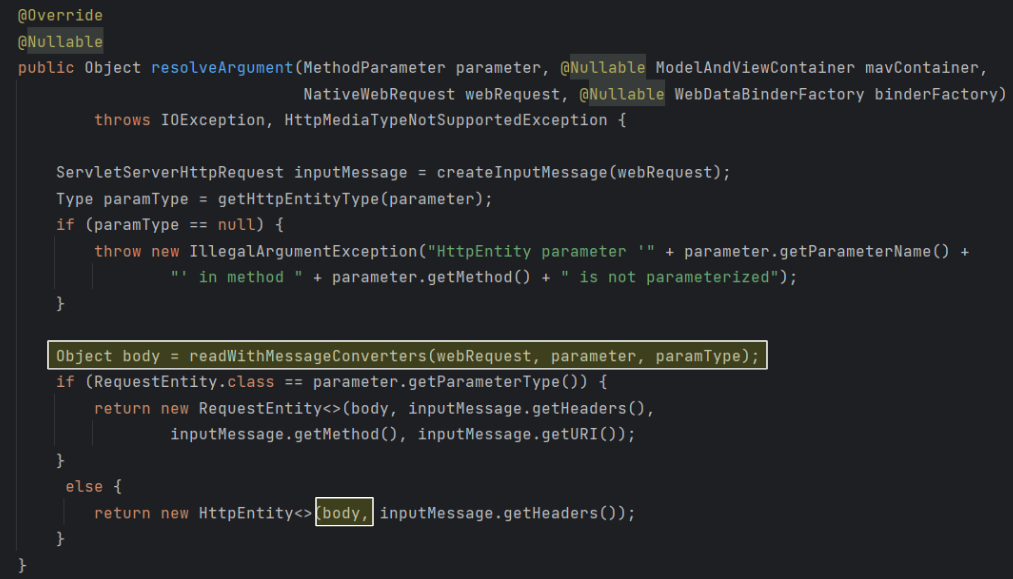 @Override
@Nullable
public Object resolveArgument(MethodParameter parameter, @Nullable ModelAndViewContainer mavContainer,
NativeWebRequest webRequest, @Nullable WebDataBinderFactory binderFactory)
throws IOException, HttpMediaTypeNotSupportedException {
ServletServerHttpRequest inputMessage = createInputMessage(webRequest);
Type paramType = getHttpEntityType(parameter);
if (paramType == null) {
throw new IllegalArgumentException("HttpEntity parameter '" + parameter.getParameterName() +
"' in method " + parameter.getMethod() + " is not parameterized");
}
Object body = readWithMessageConverters(webRequest, parameter, paramType);
if (RequestEntity.class == parameter.getParameterType()) {
return new RequestEntity<>(body, inputMessage.getHeaders(),
inputMessage.getMethod(), inputMessage.getURI());
}
else {
return new HttpEntity<>(body, inputMessage.getHeaders());
}
}